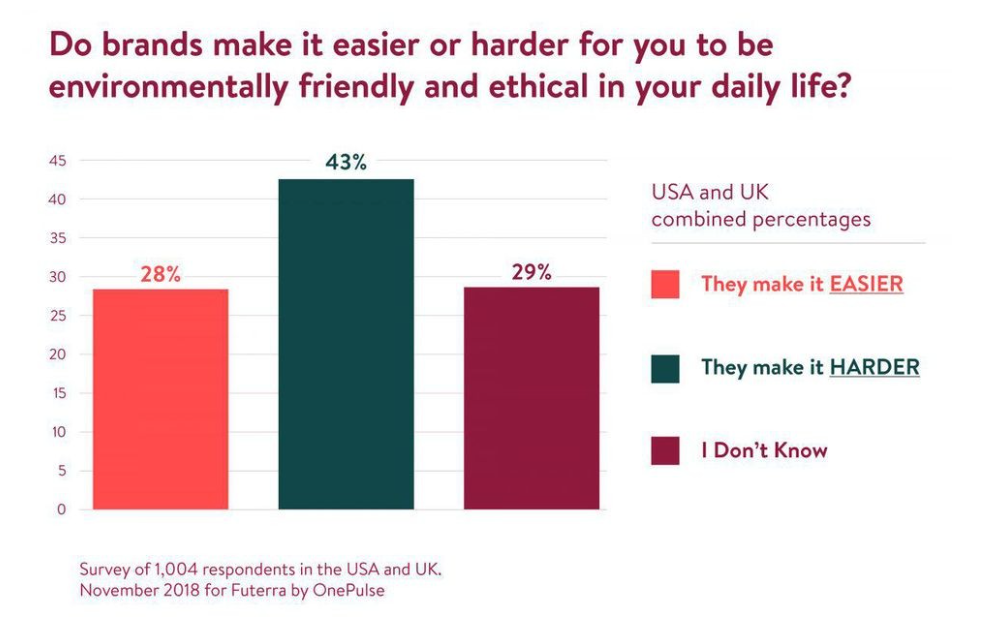 Do brands make it easier or harder for you to be
environmentally friendly and ethical in your daily life?
45
40
35
30
25
20
15
10
5
0
28%
43%
29%
USA and UK
combined percentages
They make it EASIER
They make it HARDER
I Don't Know
Survey of 1,004 respondents in the USA and UK.
November 2018 for Futerra by OnePulse